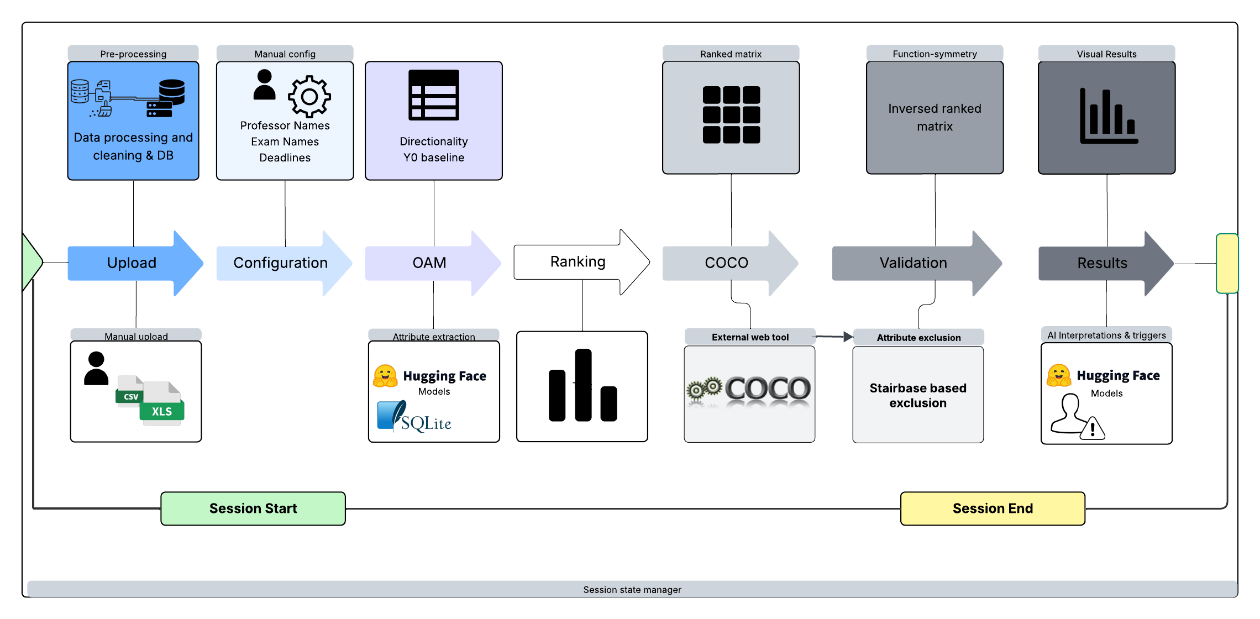 Pre-processing
Data processing and
cleaning & DB
Manual config
Professor Names
Exam Names
Deadlines
Directionality
Y0 baseline
Ranked matrix
Function-symmetry
Inversed ranked
matrix
Visual Results
Upload
Configuration
OAM
Ranking
COCO
Validation
Results
Manual upload
CSV
XLS
Attribute extraction
Hugging Face
Models
SQLite
External web tool
COCO
Attribute exclusion
Stairbase based
exclusion
AI Interpretations & triggers
Hugging Face
Models
Session Start
Session End
Session state manager